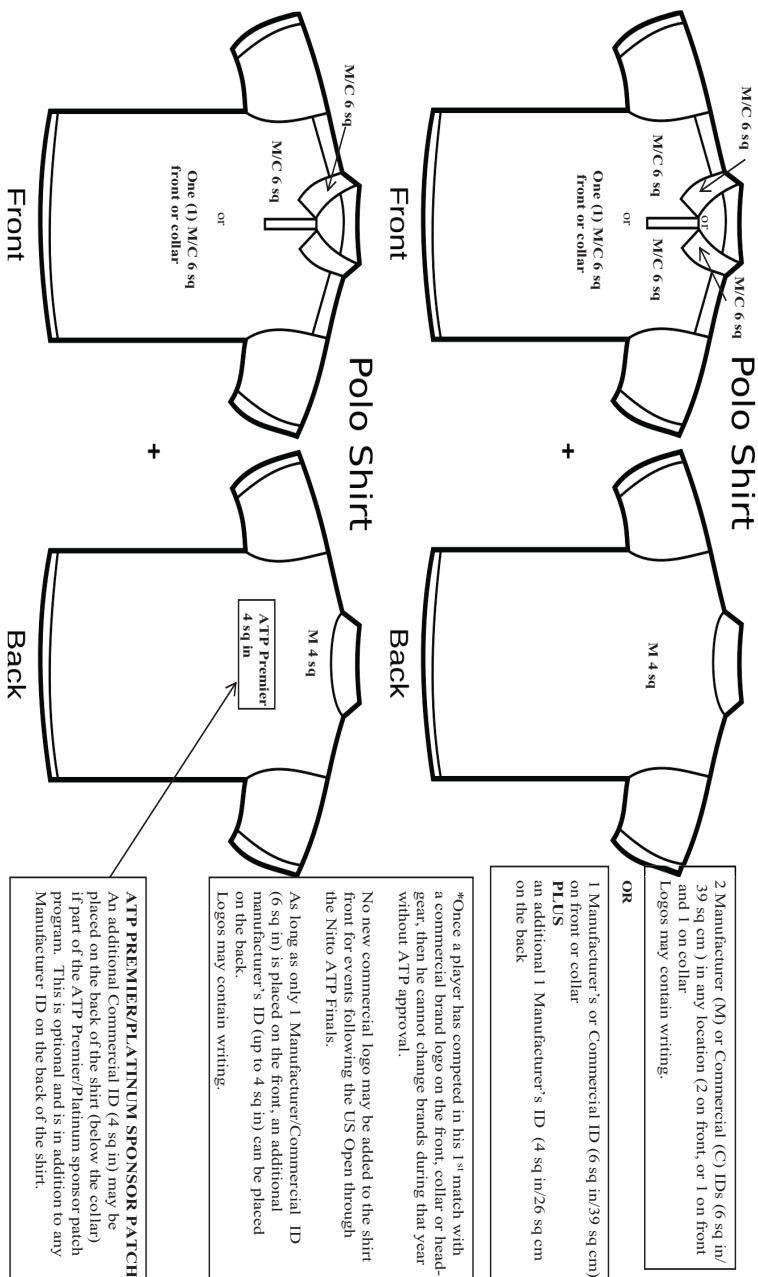 Polo Shirt
M/C 6 sq
M/C 6 sq
or
M/C 6 sq
M/C 6 sq
or
One (1) M/C 6 sq
front or collar
Front
+
M 4 sq
Back
2 Manufacturer (M) or Commercial (C) IDs (6 sq in/
39 sq cm ) in any location (2 on front, or 1 on front
and 1 on collar
Logos may contain writing.
OR
1 Manufacturer's or Commercial ID (6 sq in/39 sq cm)
on front or collar
PLUS
an additional 1 Manufacturer's ID (4 sq in/26 sq cm
on the back
Polo Shirt
M/C 6 sq
M/C 6 sq
or
One (1) M/C 6 sq
front or collar
Front
+
M 4 sq
ATP Premier
4 sq in
Back
*Once a player has competed in his 1st match with
a commercial brand logo on the front, collar or head-
gear, then he cannot change brands during that year
without ATP approval.
No new commercial logo may be added to the shirt
front for events following the US Open through
the Nitto ATP Finals.
As long as only 1 Manufacturer/Commercial ID
(6 sq in) is placed on the front, an additional
manufacturer's ID (up to 4 sq in) can be placed
on the back.
Logos may contain writing.
ATP PREMIER/PLATINUM SPONSOR PATCH
An additional Commercial ID (4 sq in) may be
placed on the back of the shirt (below the collar)
if part of the ATP Premier/Platinum sponsor patch
program. This is optional and is in addition to any
Manufacturer ID on the back of the shirt.